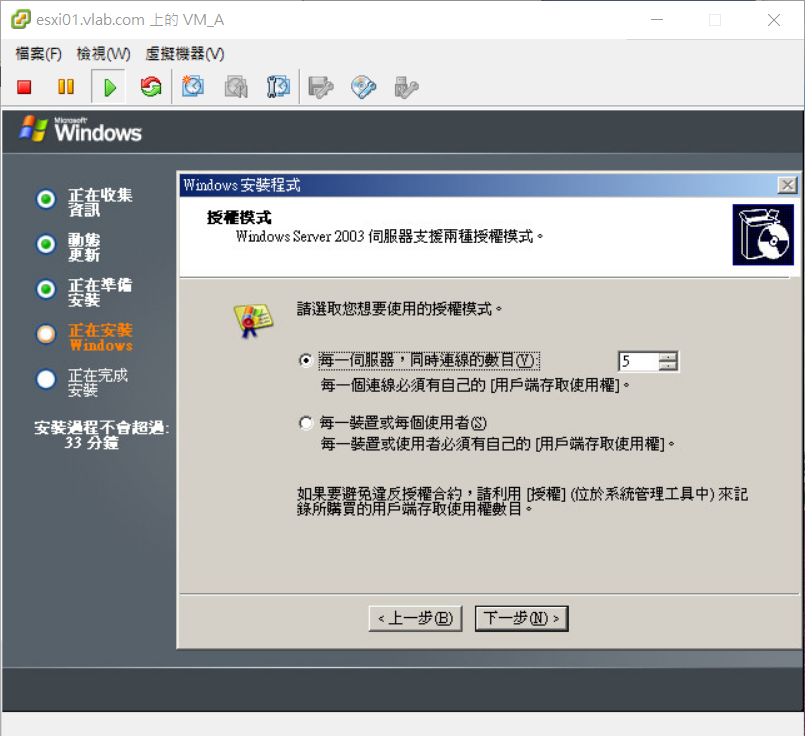 esxi01.vlab.com 上的 VM_A
檔案(F) 檢視(W) 虛擬機器(V)
Microsoft
Windows
正在收集
資訊
動態
更新
正在準備
安裝
正在安裝
Windows
正在完成
安裝
安裝過程不會超過:
33 分鐘
Windows 安裝程式
授權模式
Windows Server 2003 伺服器支援兩種授權模式。
請選取您想要使用的授權模式。
每一伺服器，同時連線的數目(V): 5
每一個連線必須有自己的 [用戶端存取使用權]。
每一裝置或每個使用者(S)
每一裝置或使用者必須有自己的 [用戶端存取使用權]。
如果要避免違反授權合約，請利用 [授權] (位於系統管理工具中) 來記
錄所購買的用戶端存取使用權數目。
< 上一步(B) 下一步(N) >